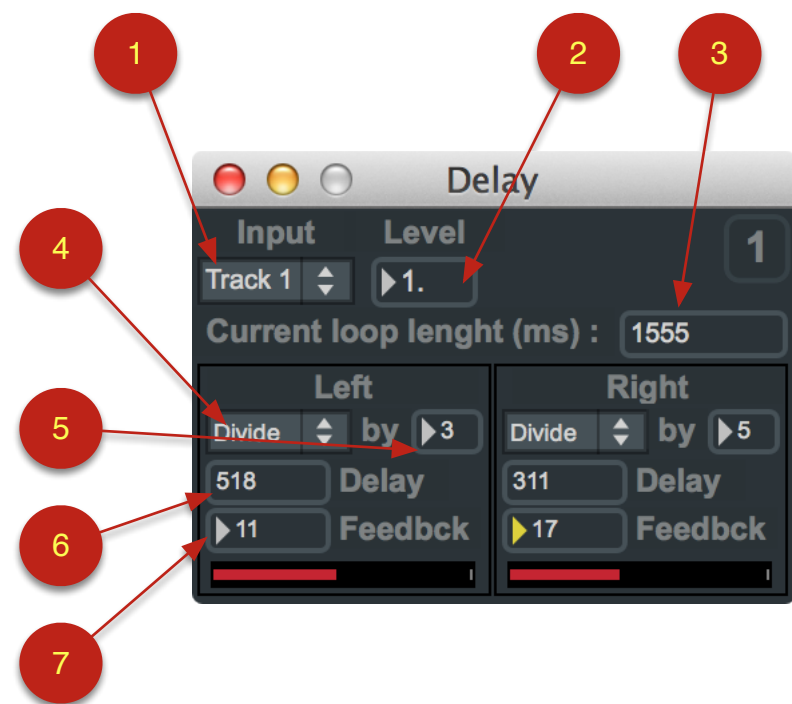 1
2
3
Delay
4
Input Level
1
Track 1 1.
Current loop lenght (ms) : 1555
Left Right
5
Divide by 3 Divide by 5
518 Delay 311 Delay
6
11 Feedbck 17 Feedbck
7